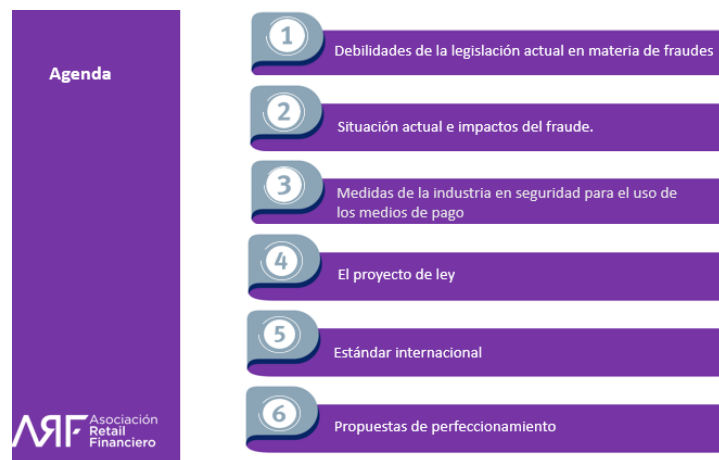 Agenda
1
Debilidades de la legislación actual en materia de fraudes
2
Situación actual e impactos del fraude.
3
Medidas de la industria en seguridad para el uso de
los medios de pago
4
El proyecto de ley
5
Estándar internacional
6
Propuestas de perfeccionamiento
ARF Asociación
Retail
Financiero